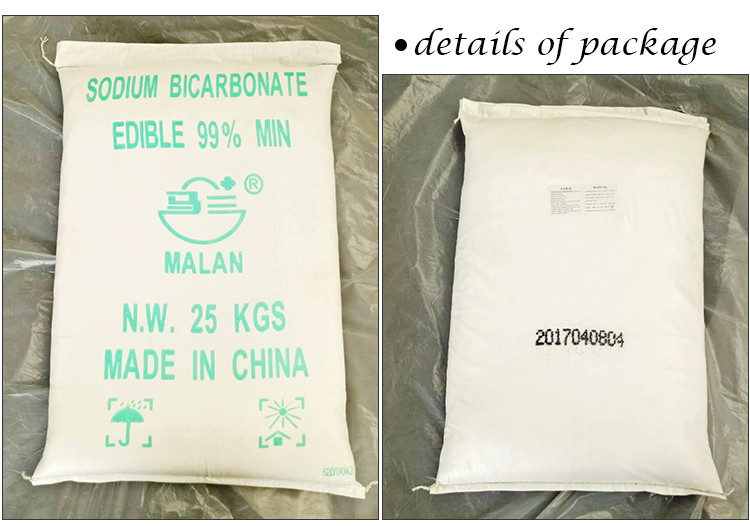 details of package
SODIUM BICARBONATE
EDIBLE 99% MIN
®
MALAN
N.W. 25 KGS
MADE IN CHINA
2017040804